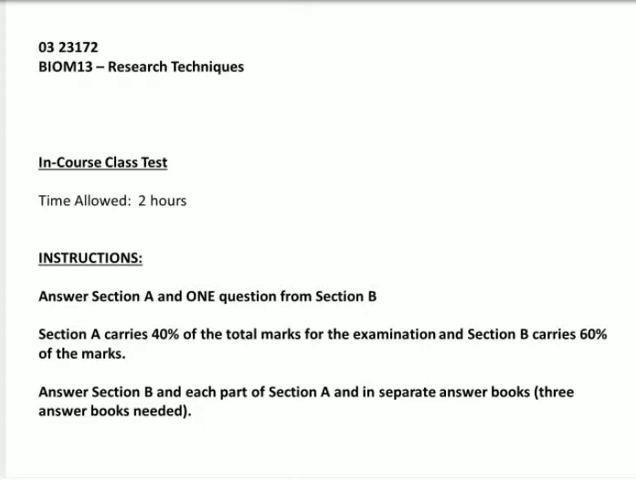 03 23172
BIOM13 – Research Techniques
In-Course Class Test
Time Allowed: 2 hours
INSTRUCTIONS:
Answer Section A and ONE question from Section B
Section A carries 40% of the total marks for the examination and Section B carries 60%
of the marks.
Answer Section B and each part of Section A and in separate answer books (three
answer books needed).